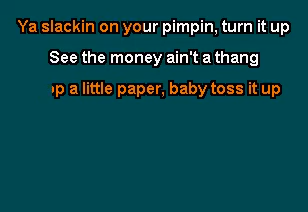 Ya slackin on your pimpin, turn it up
See the money ain't a thang
a little paper, baby toss it up